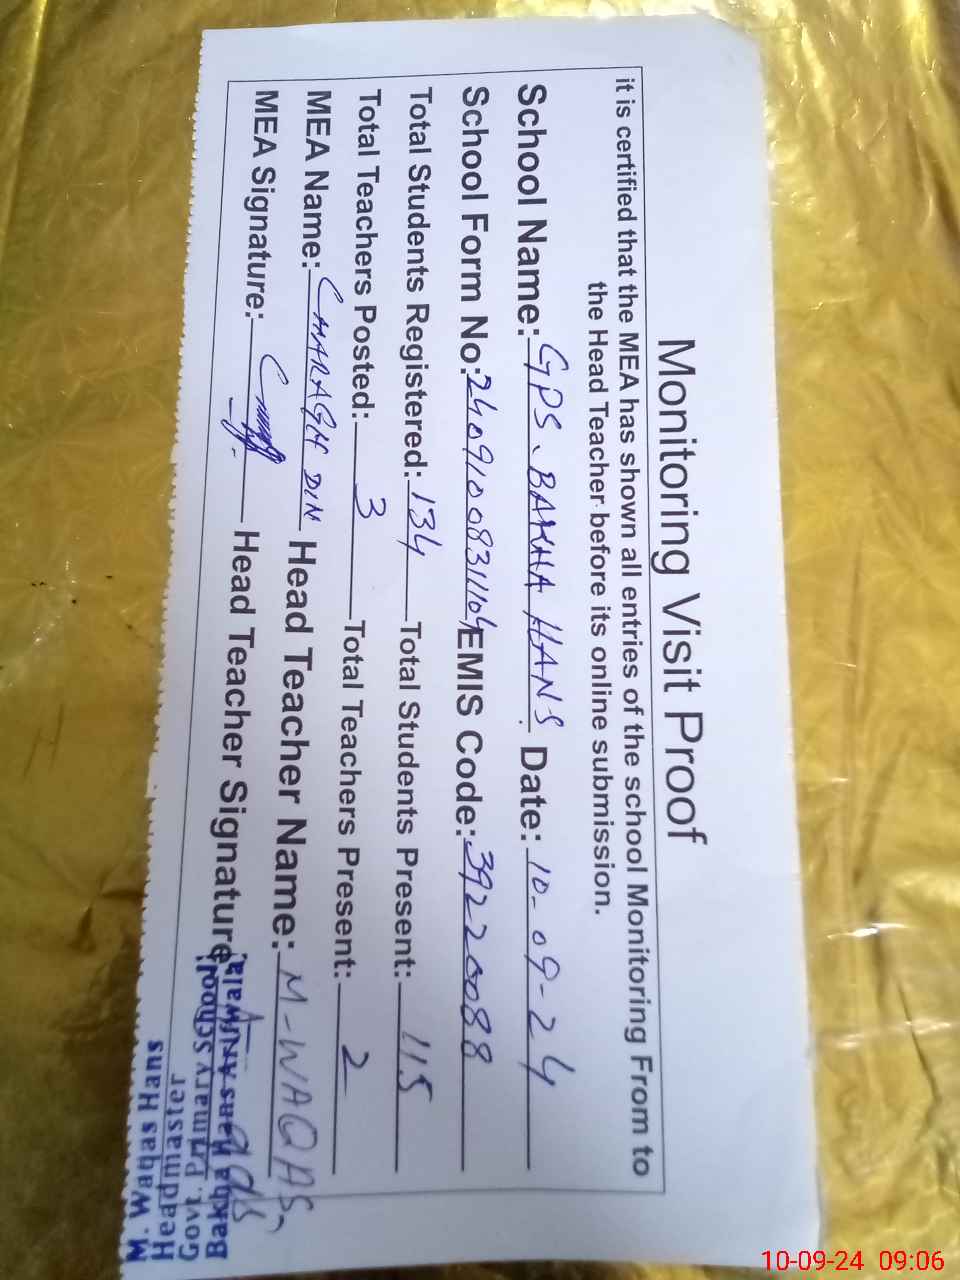 Monitoring Visit Proof
it is certified that the MEA has shown all entries of the school Monitoring From to
the Head Teacher before its online submission.
School Name: GPS. BAKHA HANS. Date: 10-09-24
School Form No: EMIS Code: 39220088
Total Students Registered: 134 Total Students Present: 115
Total Teachers Posted: 3 Total Teachers Present: 2
MEA Name: CHARAGH DIN Head Teacher Name: M-WAQAS
MEA Signature: Head Teacher Signature
M. Waqas Hans
Headmaster
Govt. Primary School
Hans
10-09-24 09:06